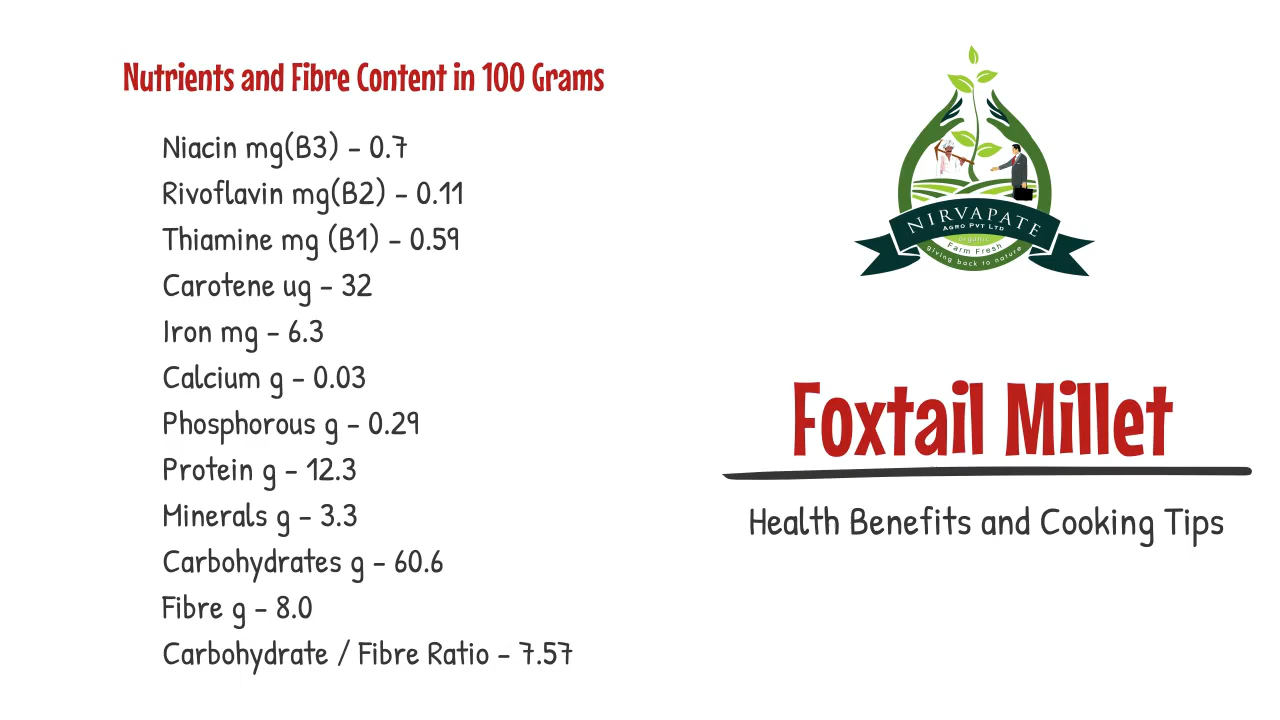 Nutrients and Fibre Content in 100 Grams
Niacin mg(B3) - 0.7
Rivoflavin mg(B2) - 0.11
Thiamine mg (B1) - 0.59
Carotene ug - 32
Iron mg - 6.3
Calcium g - 0.03
Phosphorous g - 0.29
Protein g - 12.3
Minerals g - 3.3
Carbohydrates g - 60.6
Fibre g - 8.0
Carbohydrate / Fibre Ratio - 7.57
NIRVAPATE
AGRO PVT LTD
organic
Farm Fresh
giving back to nature
Foxtail Millet
Health Benefits and Cooking Tips